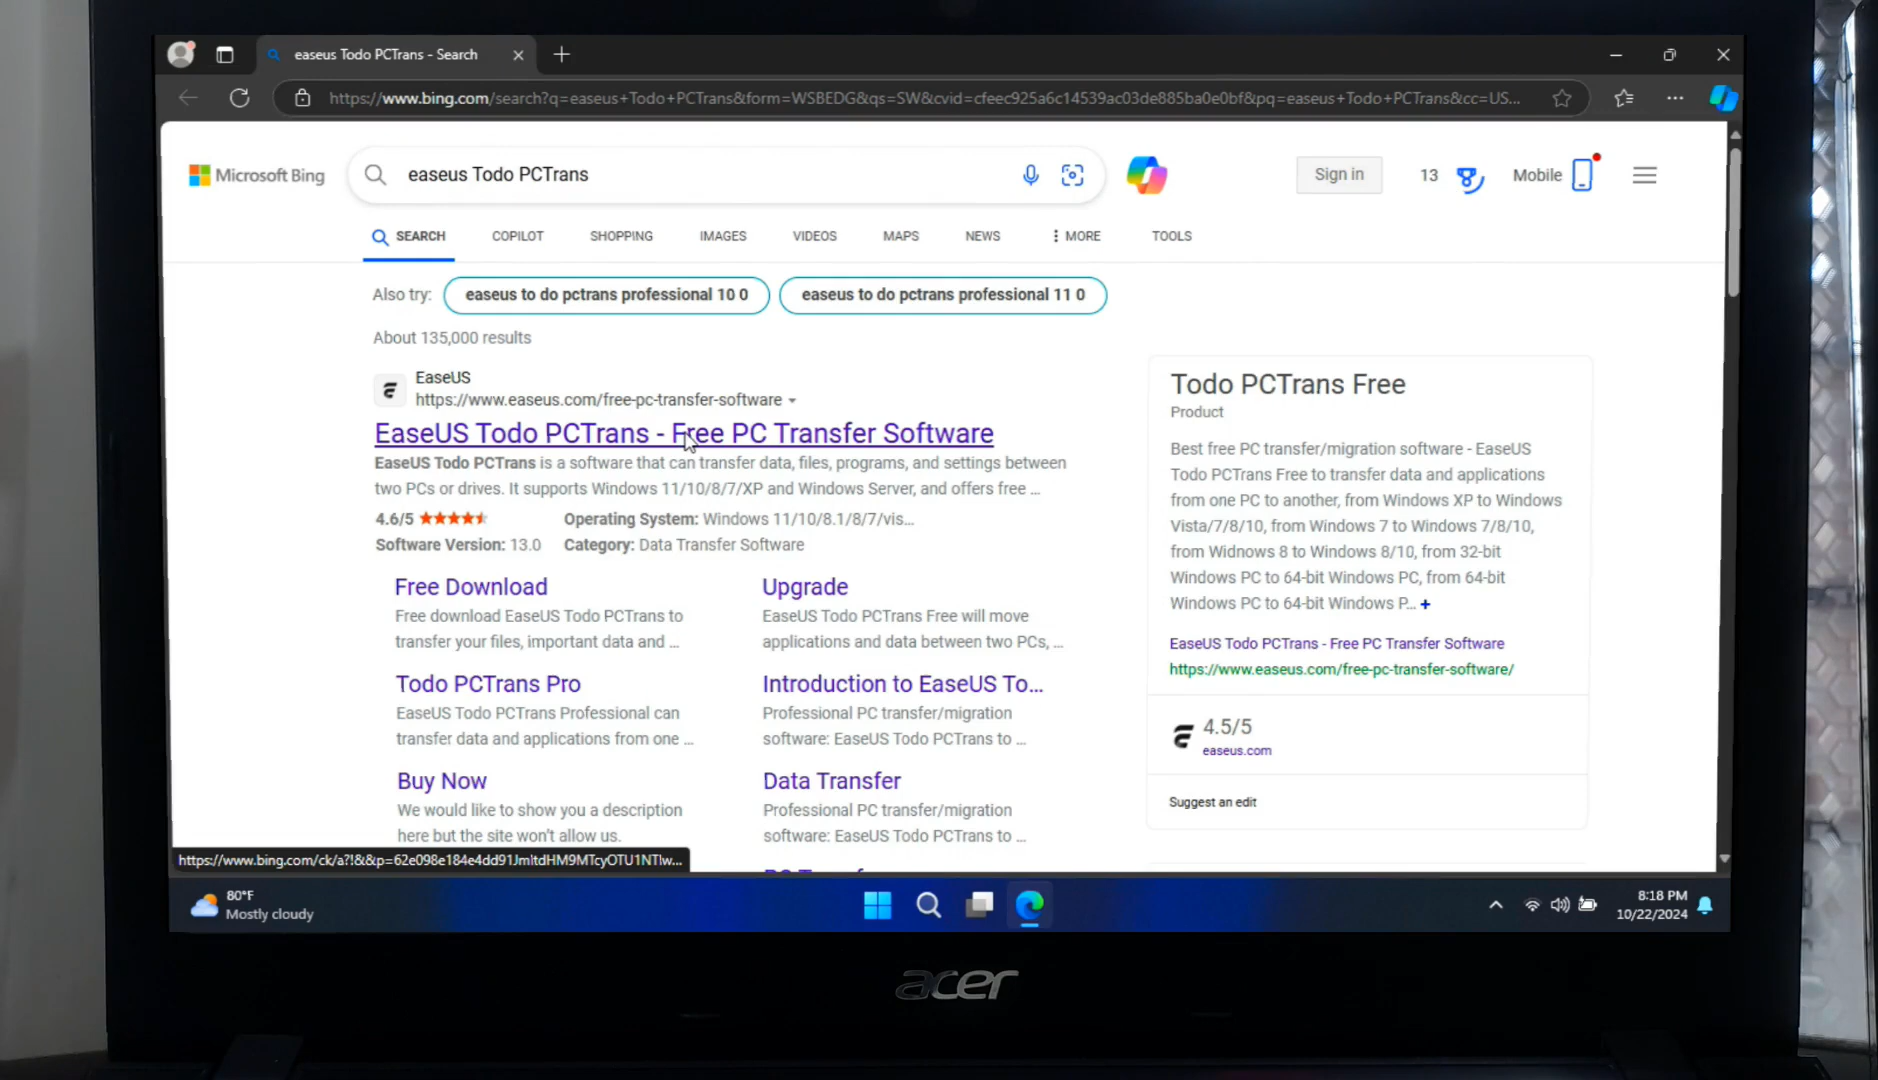 easeus Todo PCTrans - Search
https://www.bing.com/search?q=easeus+Todo+PCTrans&form=WSBEDG&qs=SW&cvid=cfeec925a6c14539ac03de885ba0e0bf&pq=easeus+Todo+PCTrans&cc=US...
Microsoft Bing
easeus Todo PCTrans
Sign in
13
Mobile
SEARCH
COPILOT
SHOPPING
IMAGES
VIDEOS
MAPS
NEWS
MORE
TOOLS
Also try:
easeus to do pctrans professional 10 0
easeus to do pctrans professional 11 0
About 135,000 results
EaseUS
https://www.easeus.com/free-pc-transfer-software
EaseUS Todo PCTrans - Free PC Transfer Software
EaseUS Todo PCTrans is a software that can transfer data, files, programs, and settings between
two PCs or drives. It supports Windows 11/10/8/7/XP and Windows Server, and offers free ...
4.6/5
Operating System: Windows 11/10/8.1/8/7/vis...
Software Version: 13.0
Category: Data Transfer Software
Free Download
Free download EaseUS Todo PCTrans to
transfer your files, important data and ...
Upgrade
EaseUS Todo PCTrans Free will move
applications and data between two PCs, ...
Todo PCTrans Pro
EaseUS Todo PCTrans Professional can
transfer data and applications from one ...
Introduction to EaseUS To...
Professional PC transfer/migration
software: EaseUS Todo PCTrans to ...
Buy Now
We would like to show you a description
here but the site won't allow us.
Data Transfer
Professional PC transfer/migration
software: EaseUS Todo PCTrans to ...
Todo PCTrans Free
Product
Best free PC transfer/migration software - EaseUS
Todo PCTrans Free to transfer data and applications
from one PC to another, from Windows XP to Windows
Vista/7/8/10, from Windows 7 to Windows 7/8/10,
from Widnows 8 to Windows 8/10, from 32-bit
Windows PC to 64-bit Windows PC, from 64-bit
Windows PC to 64-bit Windows P... +
EaseUS Todo PCTrans - Free PC Transfer Software
https://www.easeus.com/free-pc-transfer-software/
4.5/5
easeus.com
Suggest an edit
80°F
Mostly cloudy
8:18 PM
10/22/2024
acer